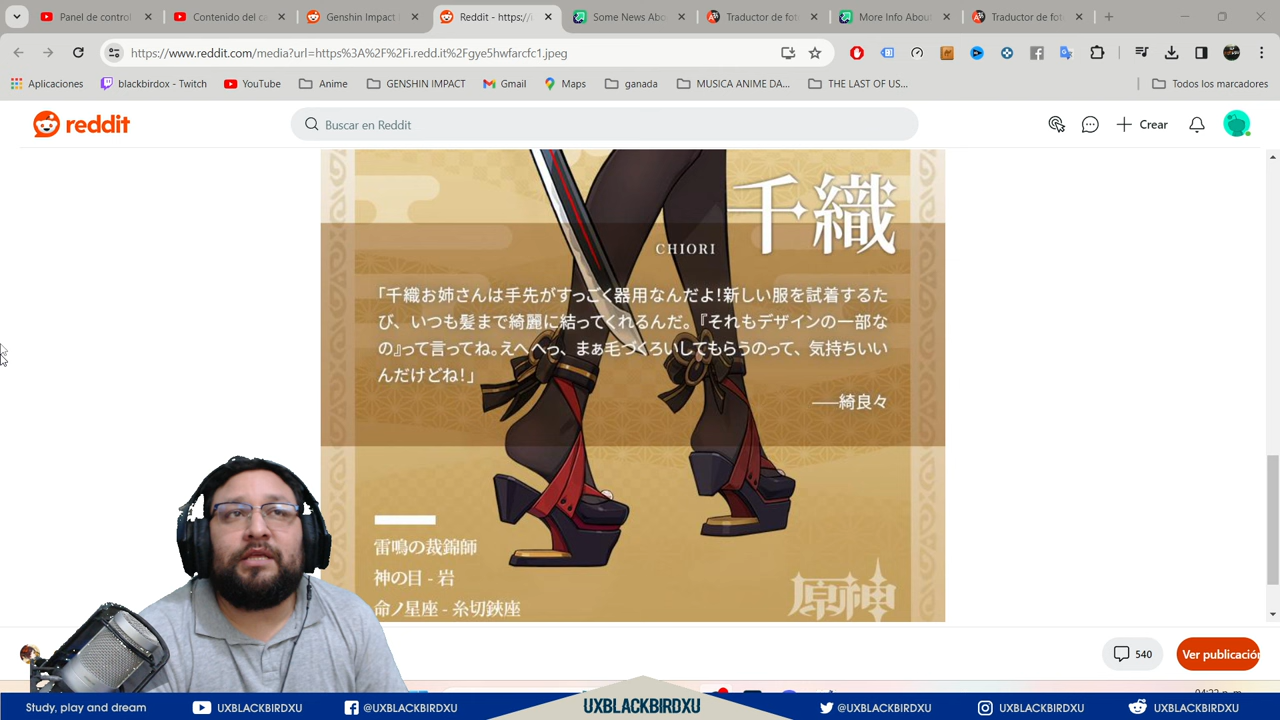 Panel de control
Contenido del ca
Genshin Impact
Reddit - https://i
Some News Abo
Traductor de fot
More Info About
Traductor de fot
https://www.reddit.com/media?url=https%3A%2F%2Fi.redd.it%2Fgye5hwfarcfc1.jpeg
Aplicaciones
blackbirdox - Twitch
YouTube
Anime
GENSHIN IMPACT
Gmail
Maps
ganada
MUSICA ANIME DA...
THE LAST OF US...
Todos los marcadores
reddit
Buscar en Reddit
Crear
千織
CHIORI
「千織お姉さんは手先がすっごく器用なんだよ!新しい服を試着するた
び、いつも髪まで綺麗に結ってくれるんだ。『それもデザインの一部な
の』って言ってね。えへへっ、まぁ毛づくろいしてもらうのって、気持ちいい
んだけどね!」
──綺良々
雷鳴の裁錦師
神の目 - 岩
命ノ星座 - 糸切鋏座
原神
540
Ver publicación
Study, play and dream
UXBLACKBIRDXU
@UXBLACKBIRDXU
UXBLACKBIRDXU
@UXBLACKBIRDXU
UXBLACKBIRDXU
UXBLACKBIRDXU